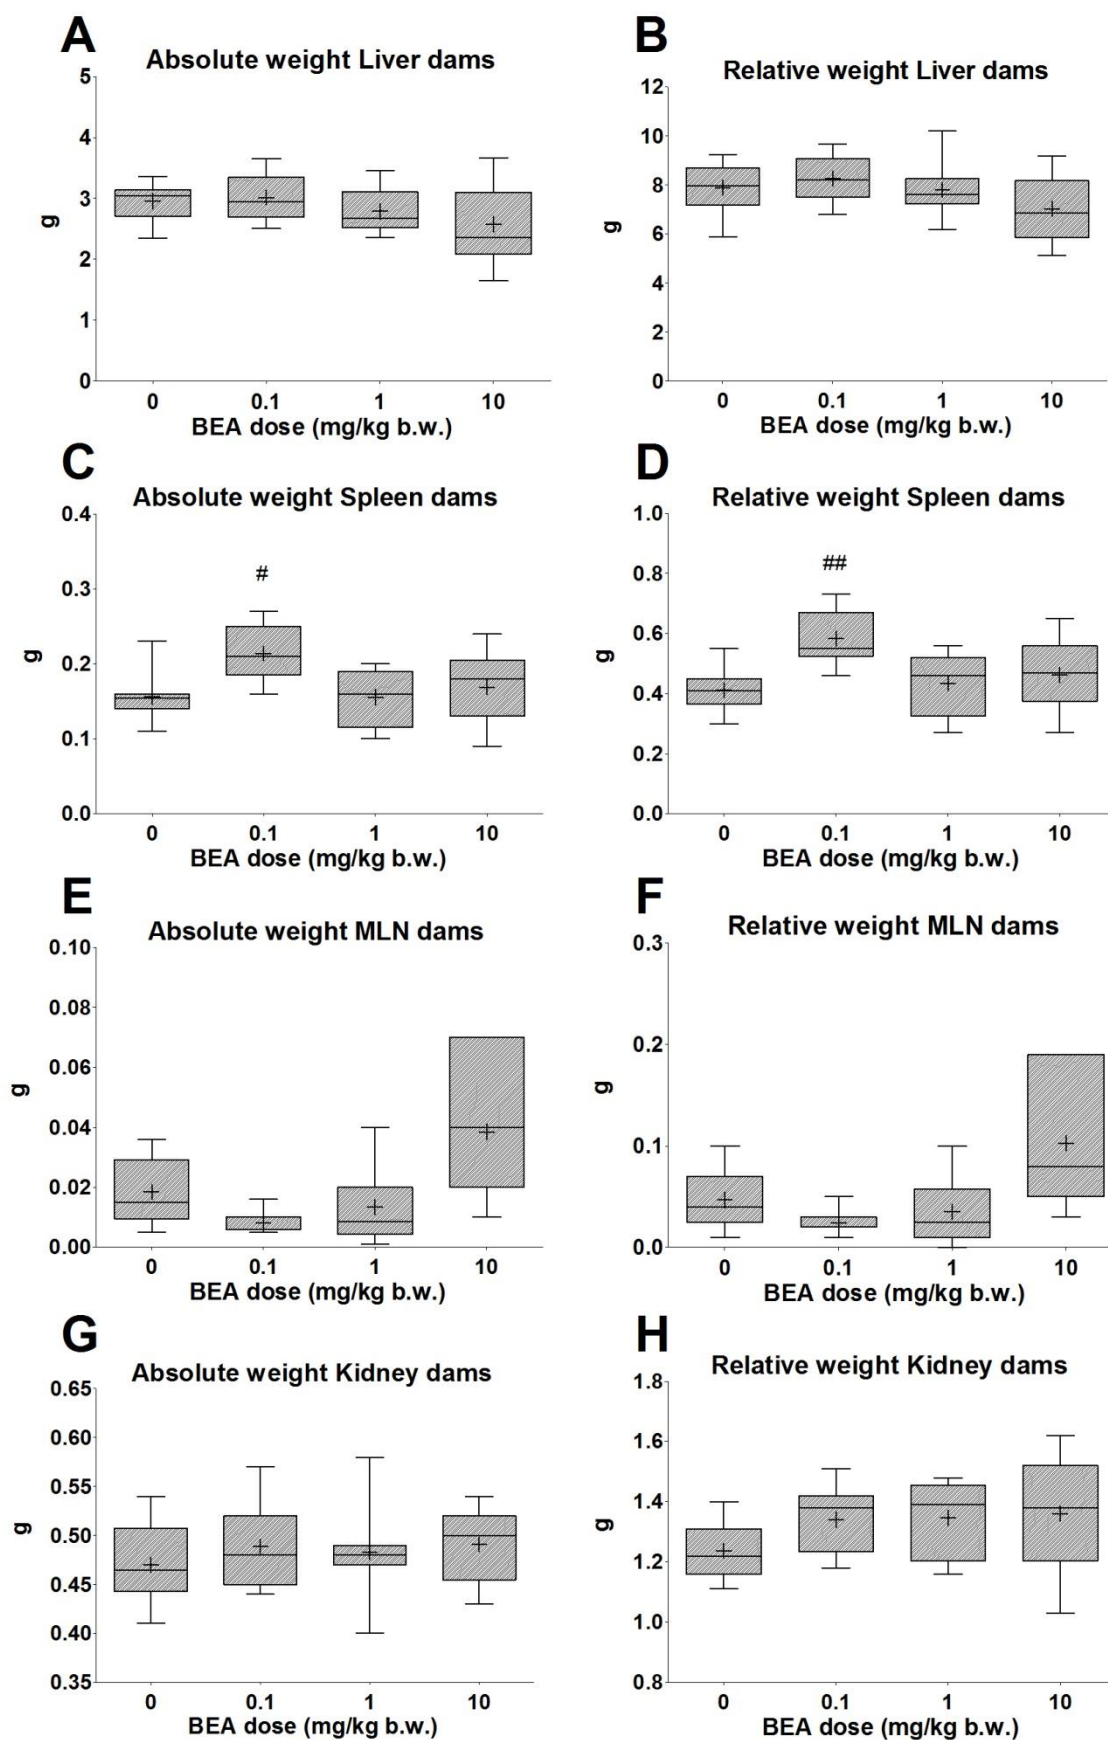 A
Absolute weight Liver dams
5
4
3
2
1
0
g
0 0.1 1 10
BEA dose (mg/kg b.w.)
B
Relative weight Liver dams
12
10
8
6
4
2
0
g
0 0.1 1 10
BEA dose (mg/kg b.w.)
C
Absolute weight Spleen dams
0.4
0.3
0.2
0.1
0.0
g
#
0 0.1 1 10
BEA dose (mg/kg b.w.)
D
Relative weight Spleen dams
1.0
0.8
0.6
0.4
0.2
0.0
g
##
0 0.1 1 10
BEA dose (mg/kg b.w.)
E
Absolute weight MLN dams
0.10
0.08
0.06
0.04
0.02
0.00
g
0 0.1 1 10
BEA dose (mg/kg b.w.)
F
Relative weight MLN dams
0.3
0.2
0.1
0.0
g
0 0.1 1 10
BEA dose (mg/kg b.w.)
G
Absolute weight Kidney dams
0.65
0.60
0.55
0.50
0.45
0.40
0.35
g
0 0.1 1 10
BEA dose (mg/kg b.w.)
H
Relative weight Kidney dams
1.8
1.6
1.4
1.2
1.0
0.8
g
0 0.1 1 10
BEA dose (mg/kg b.w.)